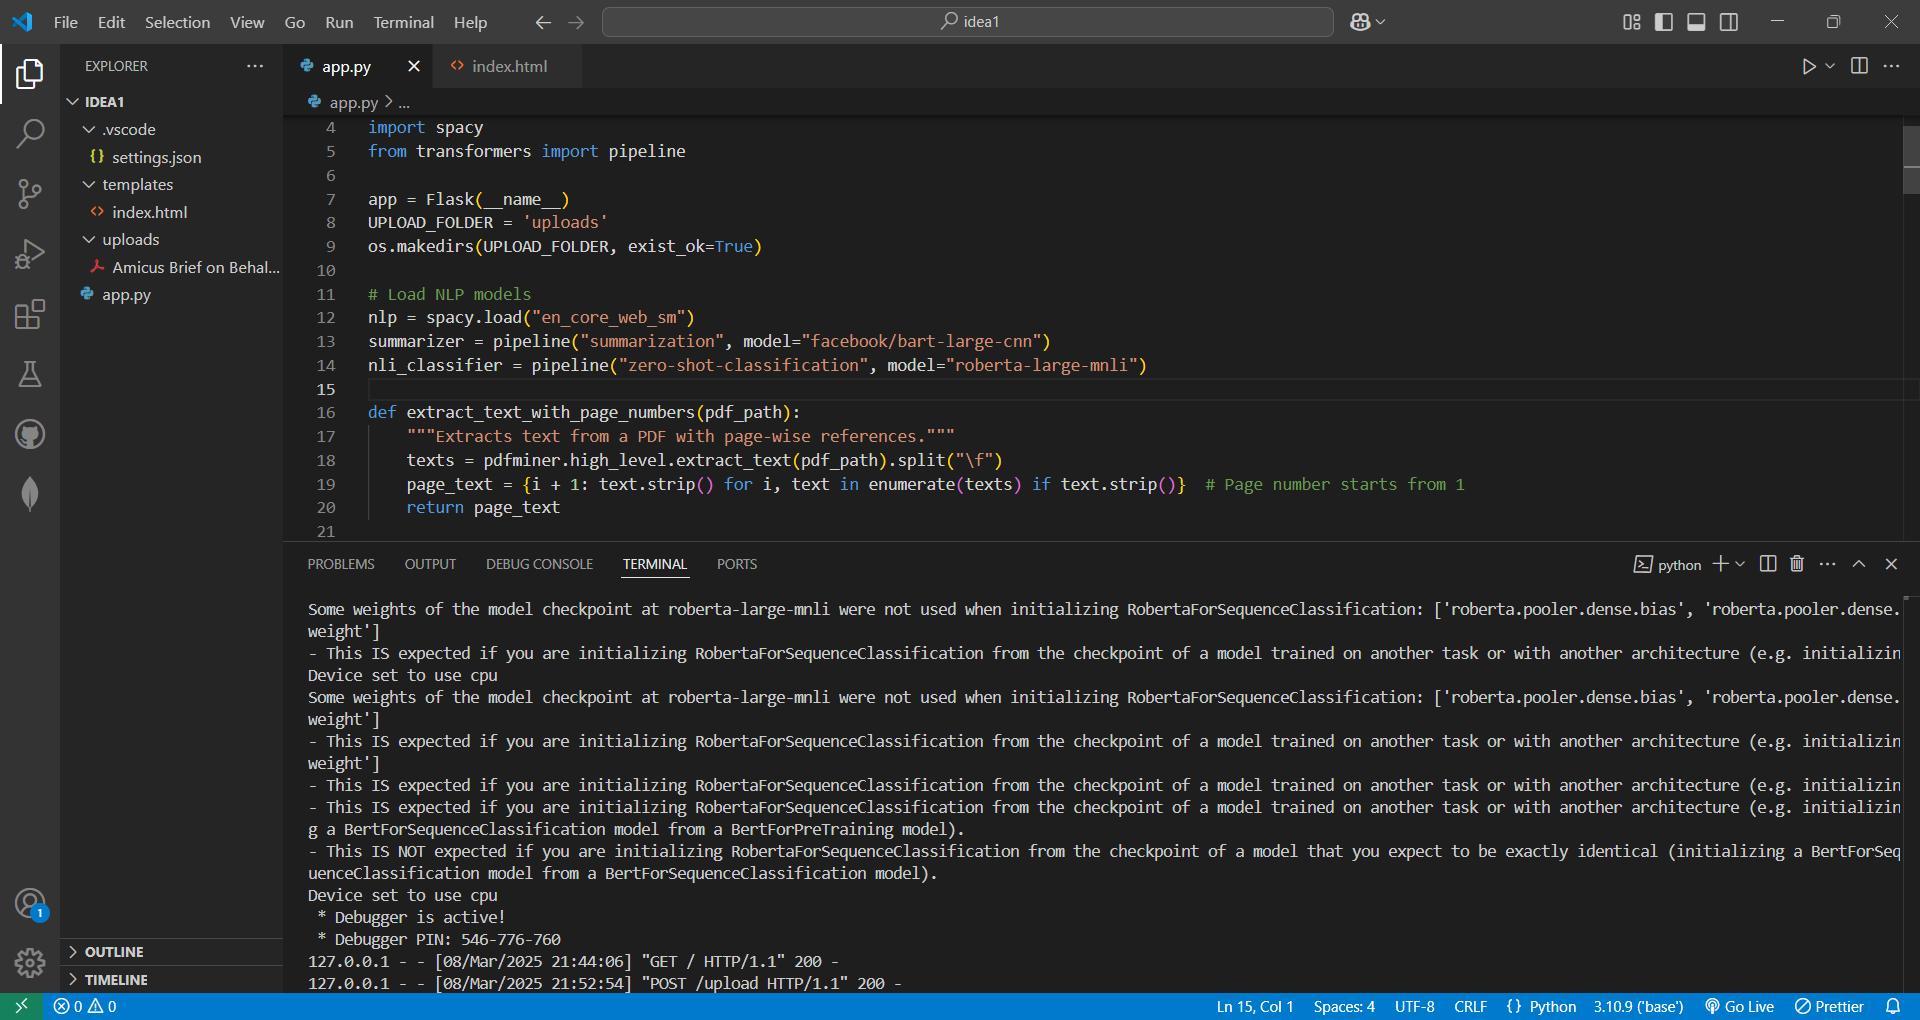 File Edit Selection View Go Run Terminal Help
idea1
EXPLORER
IDEA1
.vscode
settings.json
templates
index.html
uploads
Amicus Brief on Behal...
app.py
OUTLINE
TIMELINE
app.py
index.html
app.py > ...
4 import spacy
5 from transformers import pipeline
6
7 app = Flask(__name__)
8 UPLOAD_FOLDER = 'uploads'
9 os.makedirs(UPLOAD_FOLDER, exist_ok=True)
10
11 # Load NLP models
12 nlp = spacy.load("en_core_web_sm")
13 summarizer = pipeline("summarization", model="facebook/bart-large-cnn")
14 nli_classifier = pipeline("zero-shot-classification", model="roberta-large-mnli")
15
16 def extract_text_with_page_numbers(pdf_path):
17 """Extracts text from a PDF with page-wise references."""
18 texts = pdfminer.high_level.extract_text(pdf_path).split("\f")
19 page_text = {i + 1: text.strip() for i, text in enumerate(texts) if text.strip()} # Page number starts from 1
20 return page_text
21
PROBLEMS OUTPUT DEBUG CONSOLE TERMINAL PORTS
python
Some weights of the model checkpoint at roberta-large-mnli were not used when initializing RobertaForSequenceClassification: ['roberta.pooler.dense.bias', 'roberta.pooler.dense.
weight']
- This IS expected if you are initializing RobertaForSequenceClassification from the checkpoint of a model trained on another task or with another architecture (e.g. initializin
Device set to use cpu
Some weights of the model checkpoint at roberta-large-mnli were not used when initializing RobertaForSequenceClassification: ['roberta.pooler.dense.bias', 'roberta.pooler.dense.
weight']
- This IS expected if you are initializing RobertaForSequenceClassification from the checkpoint of a model trained on another task or with another architecture (e.g. initializin
weight']
- This IS expected if you are initializing RobertaForSequenceClassification from the checkpoint of a model trained on another task or with another architecture (e.g. initializin
- This IS expected if you are initializing RobertaForSequenceClassification from the checkpoint of a model trained on another task or with another architecture (e.g. initializin
g a BertForSequenceClassification model from a BertForPreTraining model).
- This IS NOT expected if you are initializing RobertaForSequenceClassification from the checkpoint of a model that you expect to be exactly identical (initializing a BertForSeq
uenceClassification model from a BertForSequenceClassification model).
Device set to use cpu
* Debugger is active!
* Debugger PIN: 546-776-760
127.0.0.1 - - [08/Mar/2025 21:44:06] "GET / HTTP/1.1" 200 -
127.0.0.1 - - [08/Mar/2025 21:52:54] "POST /upload HTTP/1.1" 200 -
1
0 0
Ln 15, Col 1 Spaces: 4 UTF-8 CRLF {} Python 3.10.9 ('base') Go Live Prettier